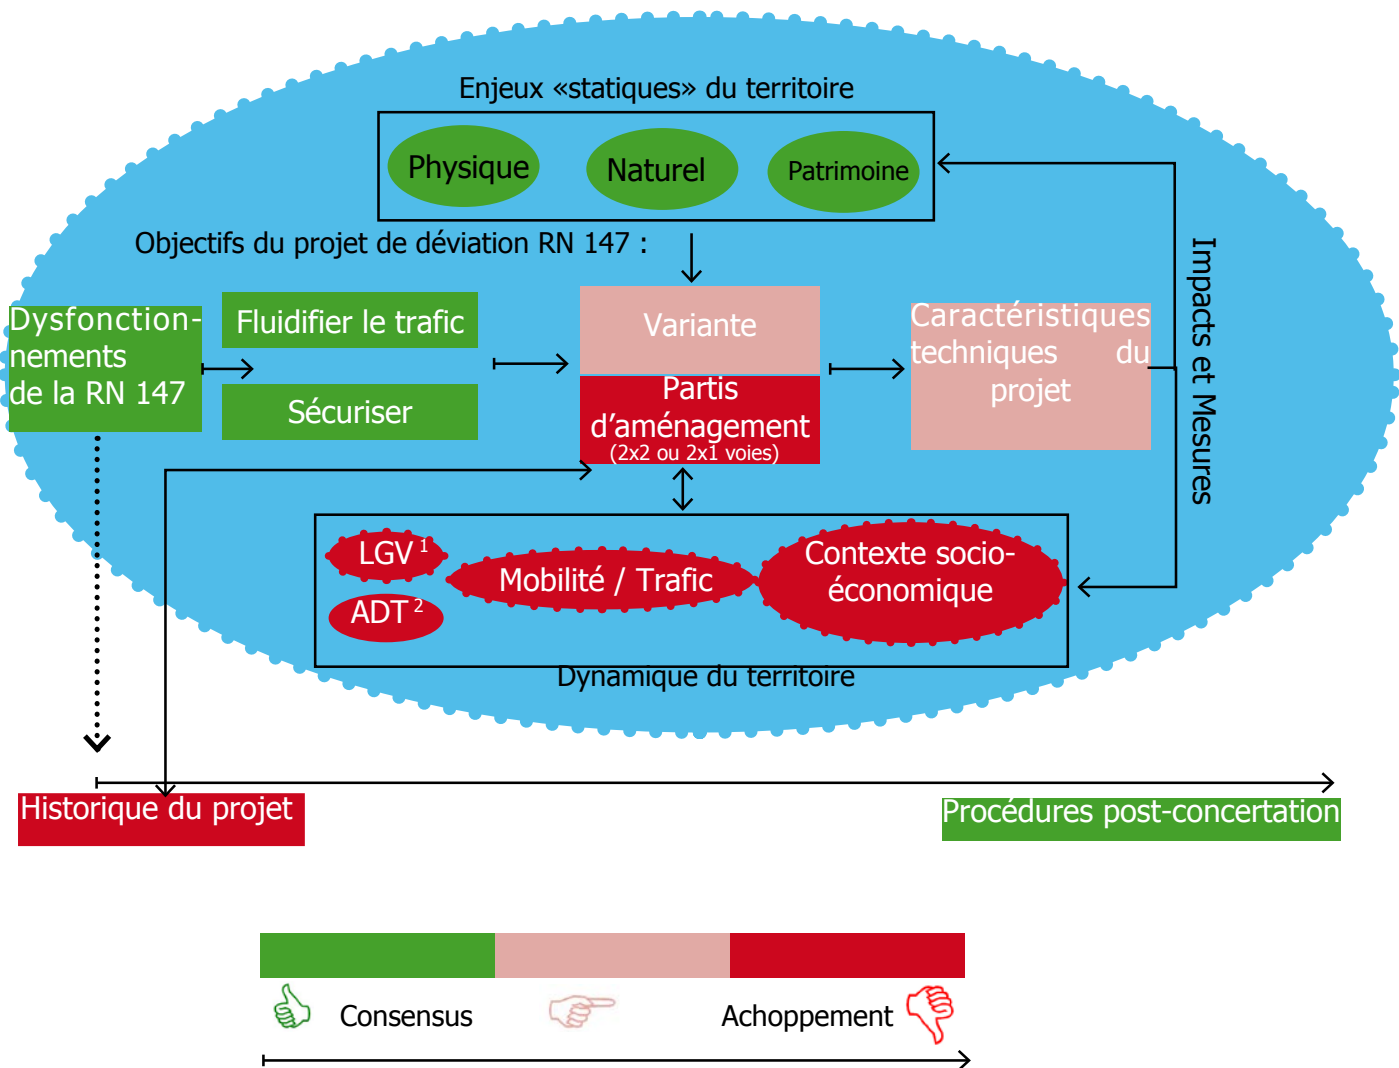 Enjeux «statiques» du territoire
Physique
Naturel
Patrimoine
Objectifs du projet de déviation RN 147 :
Dysfonction-
nements
de la RN 147
Fluidifier le trafic
Sécuriser
Variante
Partis
d’aménagement
(2x2 ou 2x1 voies)
Caractéristiques
techques du
projet
Impacts et Mesures
LGV 1
ADT 2
Mobilité / Trafic
Contexte socio-
économique
Dynamique du territoire
Historique du projet
Procédures post-concertation
Consensus
Achoppement